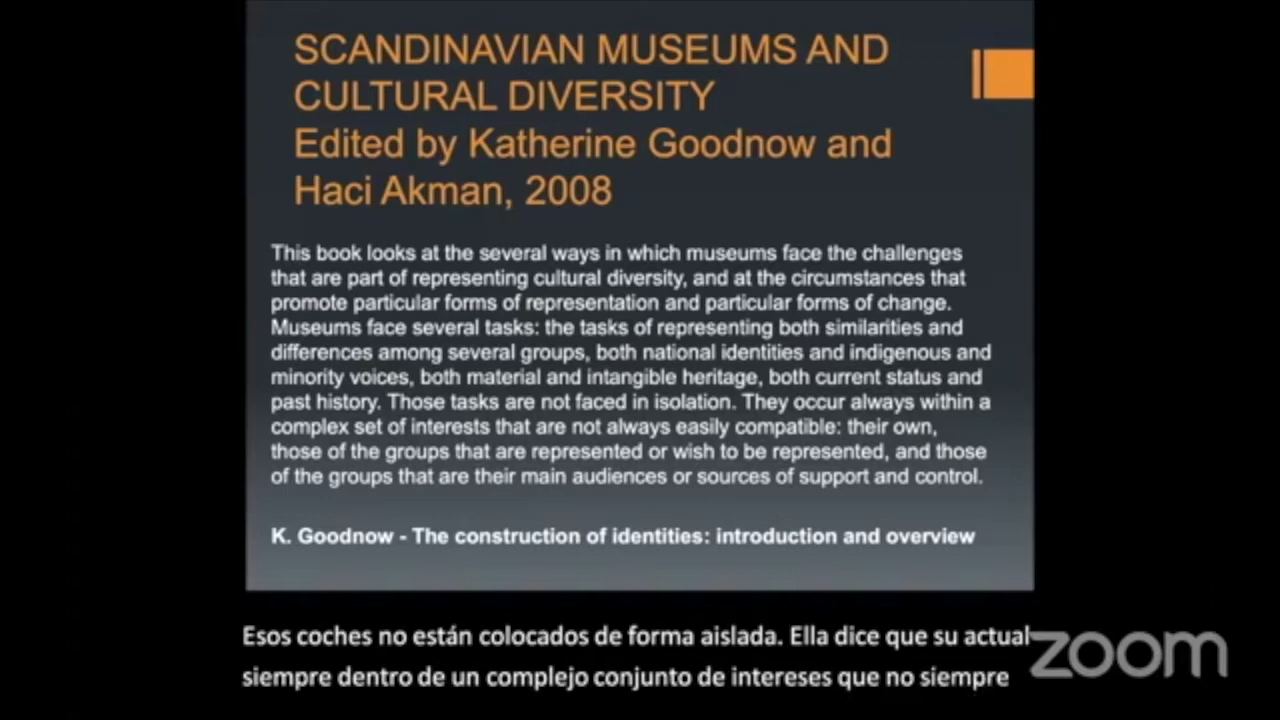 SCANDINAVIAN MUSEUMS AND
CULTURAL DIVERSITY
Edited by Katherine Goodnow and
Haci Akman, 2008
This book looks at the several ways in which museums face the challenges
that are part of representing cultural diversity, and at the circumstances that
promote particular forms of representation and particular forms of change.
Museums face several tasks: the tasks of representing both similarities and
differences among several groups, both national identities and indigenous and
minority voices, both material and intangible heritage, both current status and
past history. Those tasks are not faced in isolation. They occur always within a
complex set of interests that are not always easily compatible: their own,
those of the groups that are represented or wish to be represented, and those
of the groups that are their main audiences or sources of support and control.
K. Goodnow - The construction of identities: introduction and overview
Esos coches no están colocados de forma aislada. Ella dice que su actual
siempre dentro de un complejo conjunto de intereses que no siempre
zoom